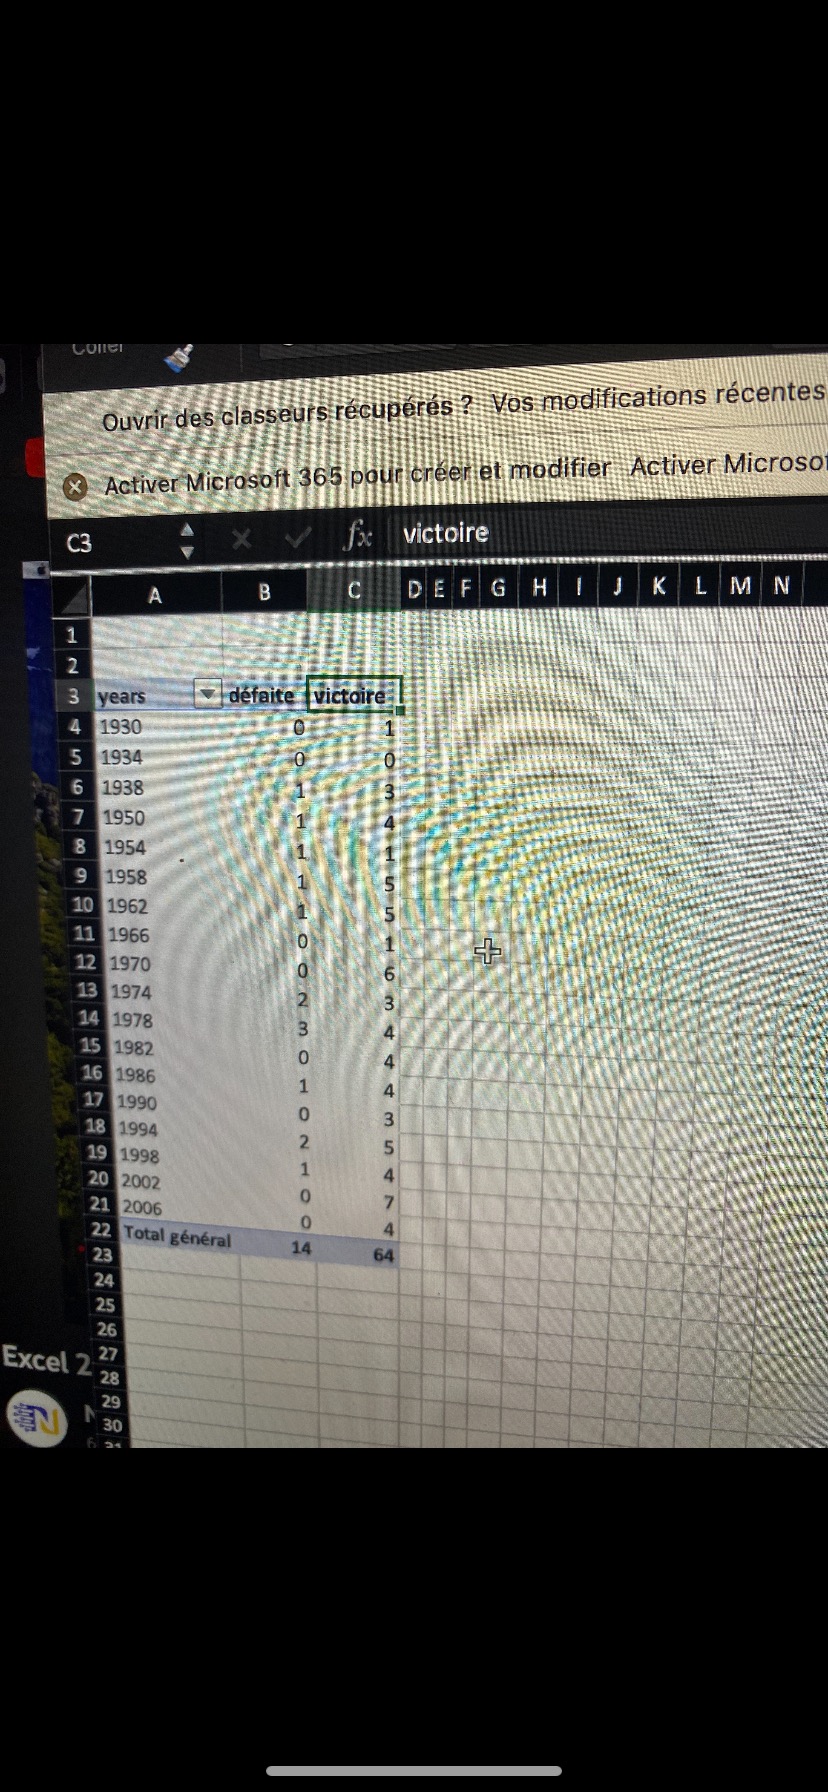 Coller
Ouvrir des classeurs récupérés ? Vos modifications récentes
Activer Microsoft 365 pour créer et modifier Activer Microsof
C3 fx victoire
A B C D E F G H I J K L M N
1
2
3 years défaite victoire
4 1930 0 1
5 1934 0 0
6 1938 1 3
7 1950 1 4
8 1954 1 1
9 1958 1 5
10 1962 1 5
11 1966 0 1
12 1970 0 6
13 1974 2 3
14 1978 3 4
15 1982 0 4
16 1986 1 4
17 1990 0 3
18 1994 2 5
19 1998 1 4
20 2002 0 7
21 2006 0 4
22 Total général 14 64
23
24
25
26
27
28
29
30
31
Excel 2